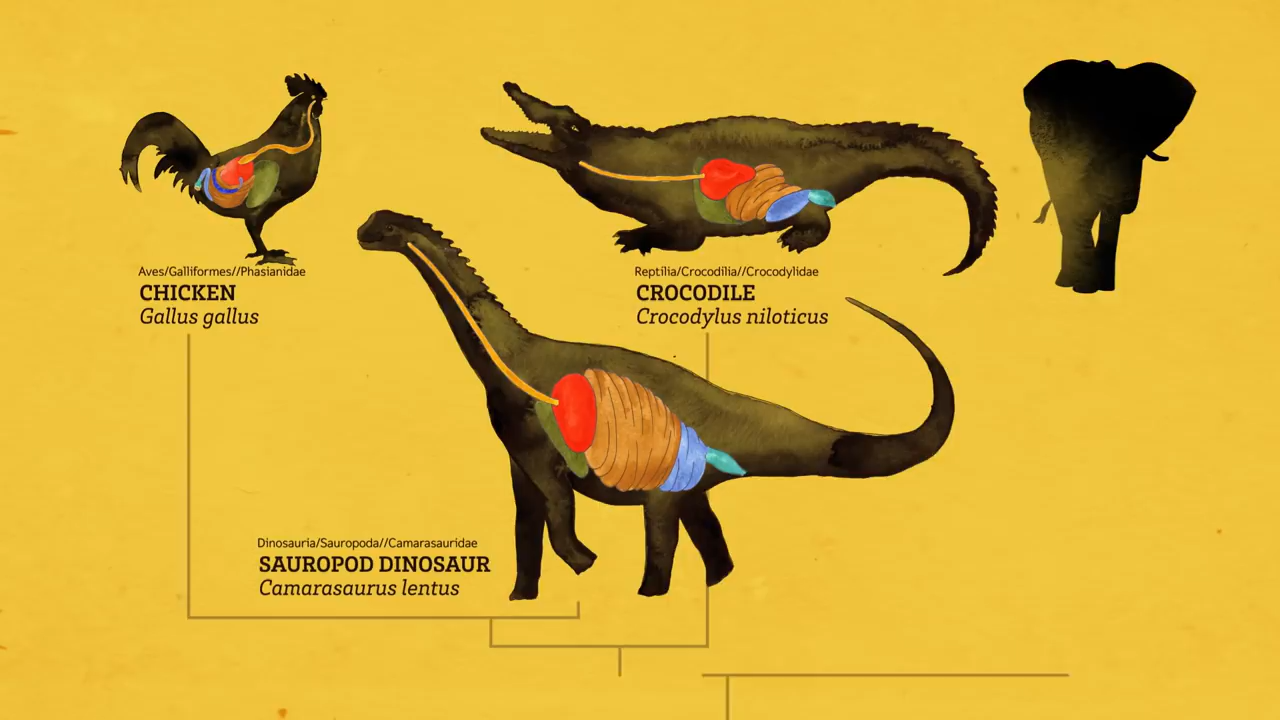 Aves/Galliformes//Phasianidae
CHICKEN
Gallus gallus
Reptilia/Crocodilia//Crocodylidae
CROCODILE
Crocodylus niloticus
Dinosauria/Sauropoda//Camarasauridae
SAUROPOD DINOSAUR
Camarasaurus lentus